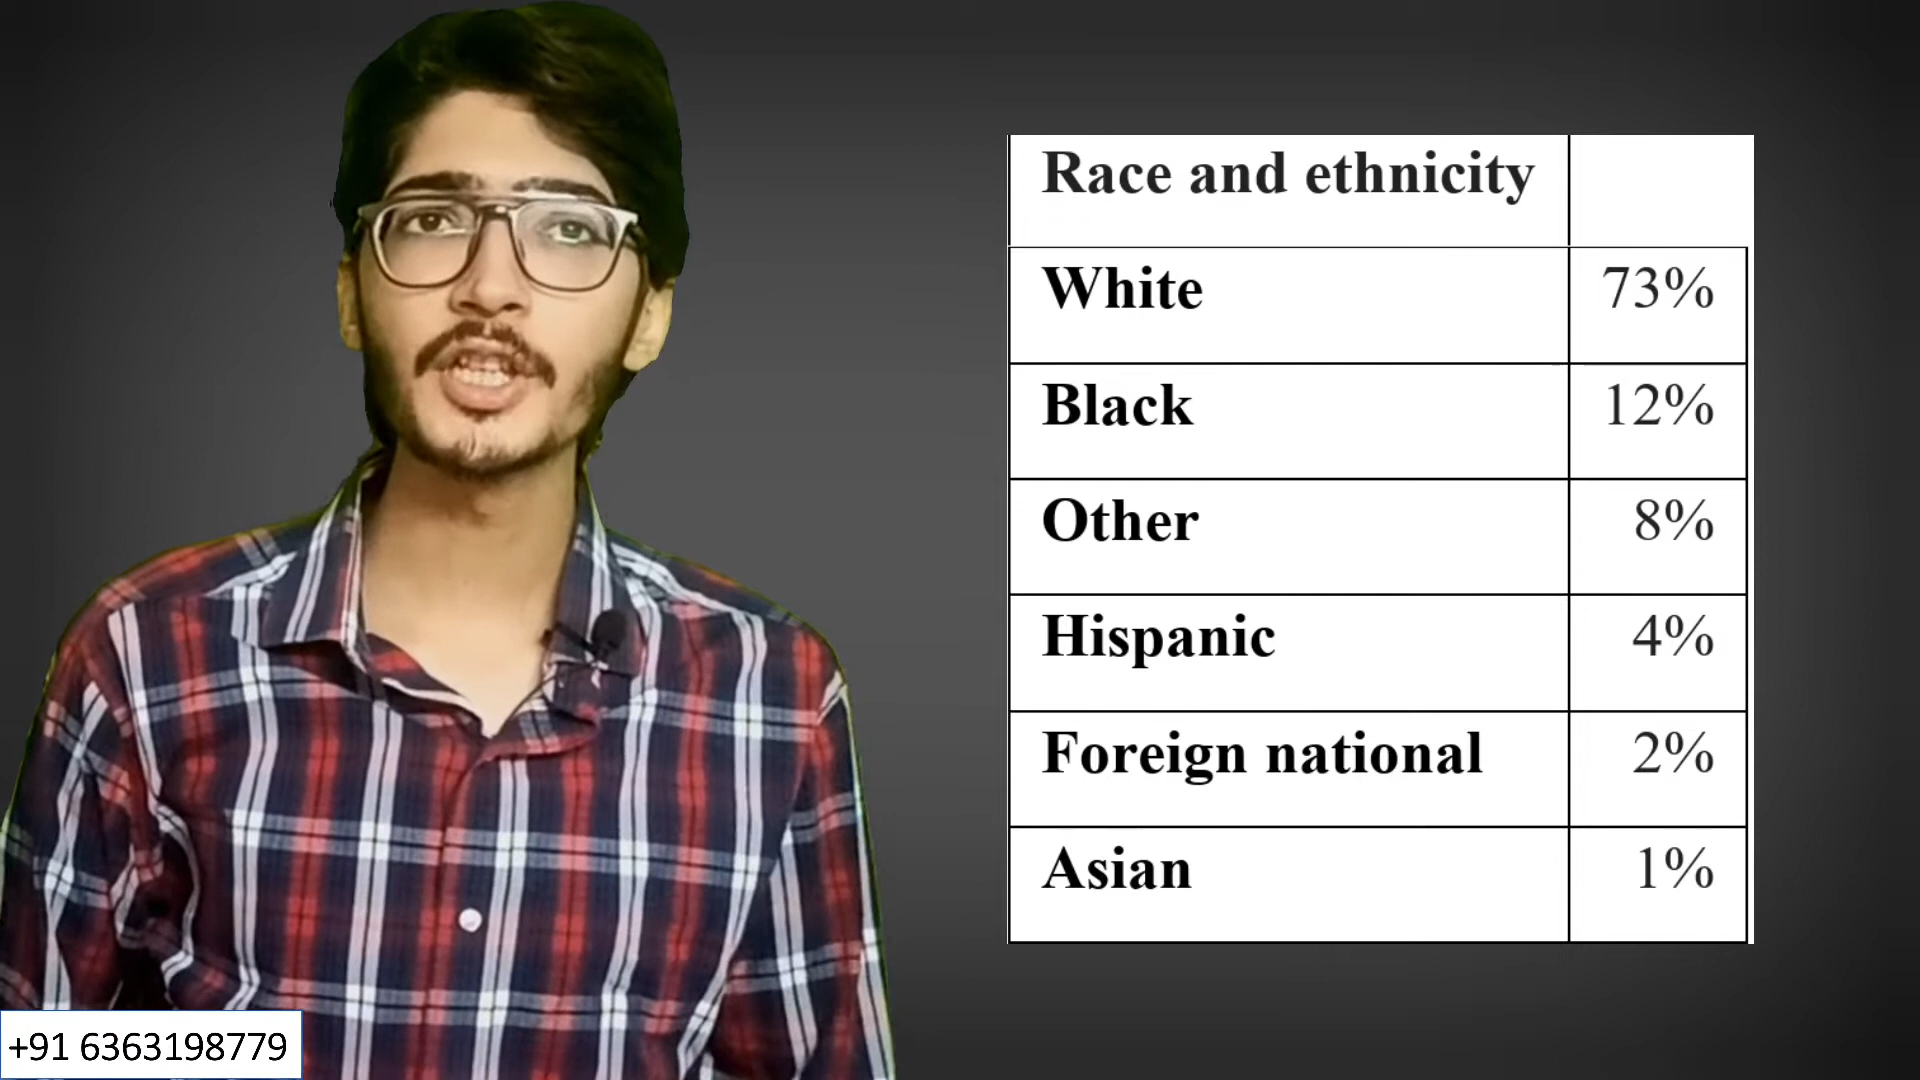 Race and ethnicity
White 73%
Black 12%
Other 8%
Hispanic 4%
Foreign national 2%
Asian 1%
+91 6363198779